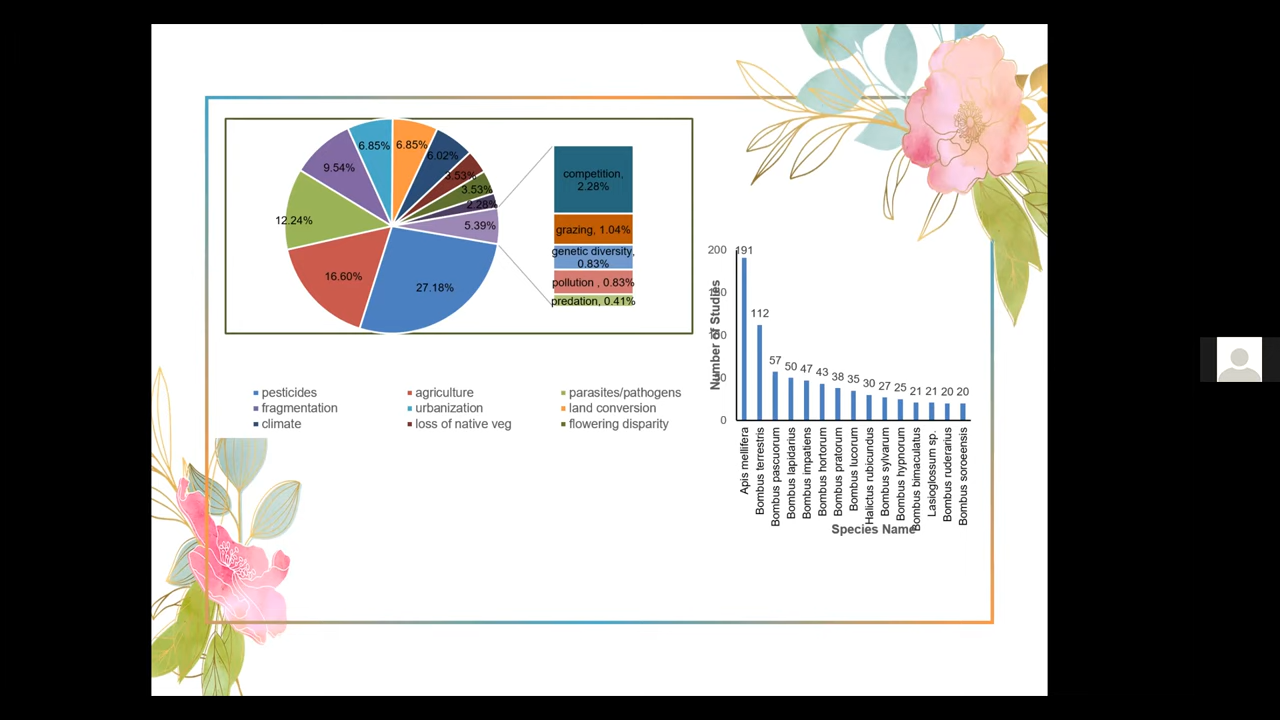 6.85%
6.85%
6.02%
9.54%
3.53%
3.53%
2.28%
12.24%
5.39%
16.60%
27.18%
competition,
2.28%
grazing, 1.04%
genetic diversity,
0.83%
pollution , 0.83%
predation, 0.41%
pesticides
agriculture
parasites/pathogens
fragmentation
urbanization
land conversion
climate
loss of native veg
flowering disparity
Number of Studies
200
0
191
112
57
50
47
43
38
35
30
27
25
21
21
20
20
Apis mellifera
Bombus terrestris
Bombus pascuorum
Bombus lapidarius
Bombus impatiens
Bombus hortorum
Bombus pratorum
Bombus lucorum
Halictus rubicundus
Bombus sylvarum
Bombus hypnorum
Bombus bimaculatus
Lasioglossum sp.
Bombus ruderarius
Bombus soroeensis
Species Name